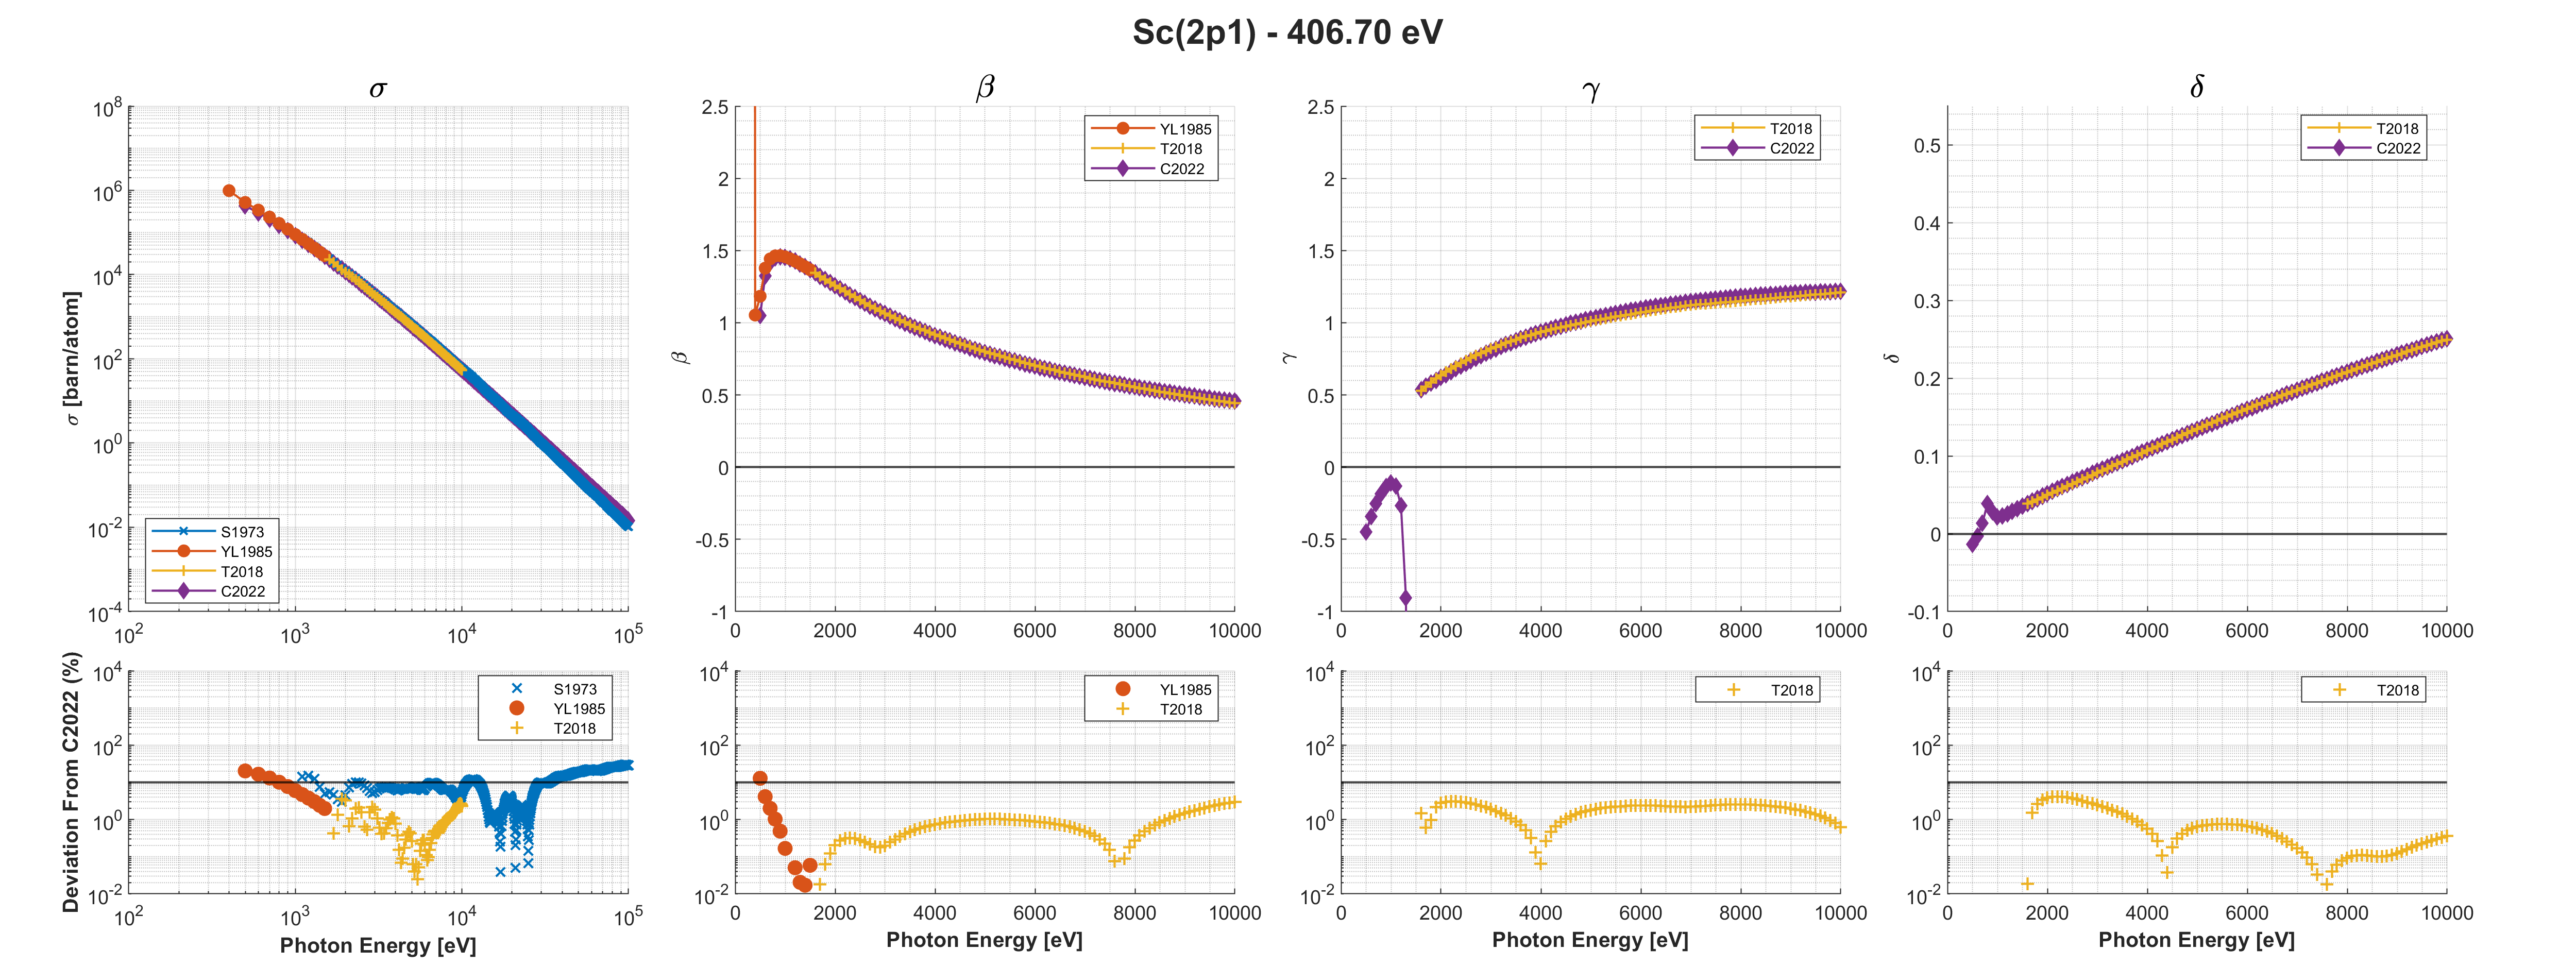 Sc(2p1) - 406.70 eV
σ
σ [barn/atom]
10^8
10^6
10^4
10^2
10^0
10^-2
10^-4
10^2
10^3
10^4
10^5
S1973
YL1985
T2018
C2022
β
β
2.5
2
1.5
1
0.5
0
-0.5
-1
0
2000
4000
6000
8000
10000
YL1985
T2018
C2022
γ
γ
2.5
2
1.5
1
0.5
0
-0.5
-1
0
2000
4000
6000
8000
10000
T2018
C2022
δ
δ
0.5
0.4
0.3
0.2
0.1
0
-0.1
0
2000
4000
6000
8000
10000
T2018
C2022
Deviation From C2022 (%)
10^4
10^2
10^0
10^-2
10^2
10^3
10^4
10^5
Photon Energy [eV]
S1973
YL1985
T2018
10^4
10^2
10^0
10^-2
0
2000
4000
6000
8000
10000
Photon Energy [eV]
YL1985
T2018
10^4
10^2
10^0
10^-2
0
2000
4000
6000
8000
10000
Photon Energy [eV]
T2018
10^4
10^2
10^0
10^-2
0
2000
4000
6000
8000
10000
Photon Energy [eV]
T2018